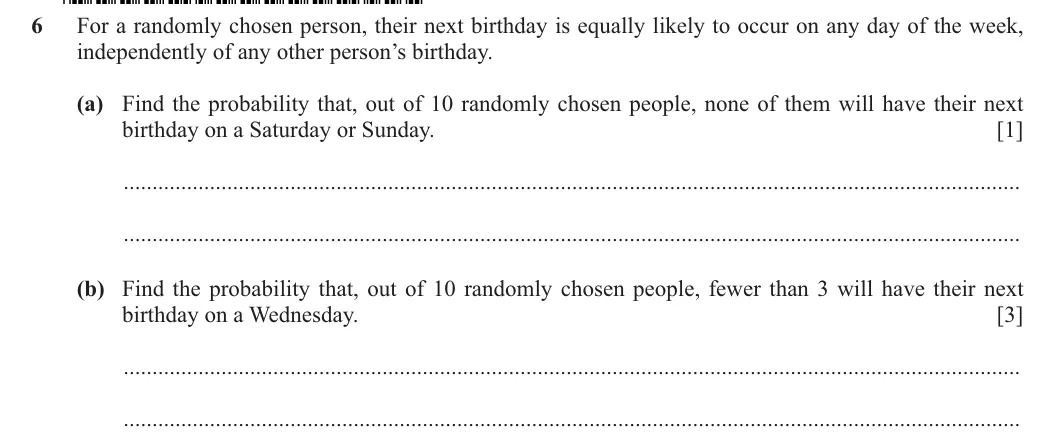 6 For a randomly chosen person, their next birthday is equally likely to occur on any day of the week,
independently of any other person’s birthday.
(a) Find the probability that, out of 10 randomly chosen people, none of them will have their next
birthday on a Saturday or Sunday. [1]
(b) Find the probability that, out of 10 randomly chosen people, fewer than 3 will have their next
birthday on a Wednesday. [3]